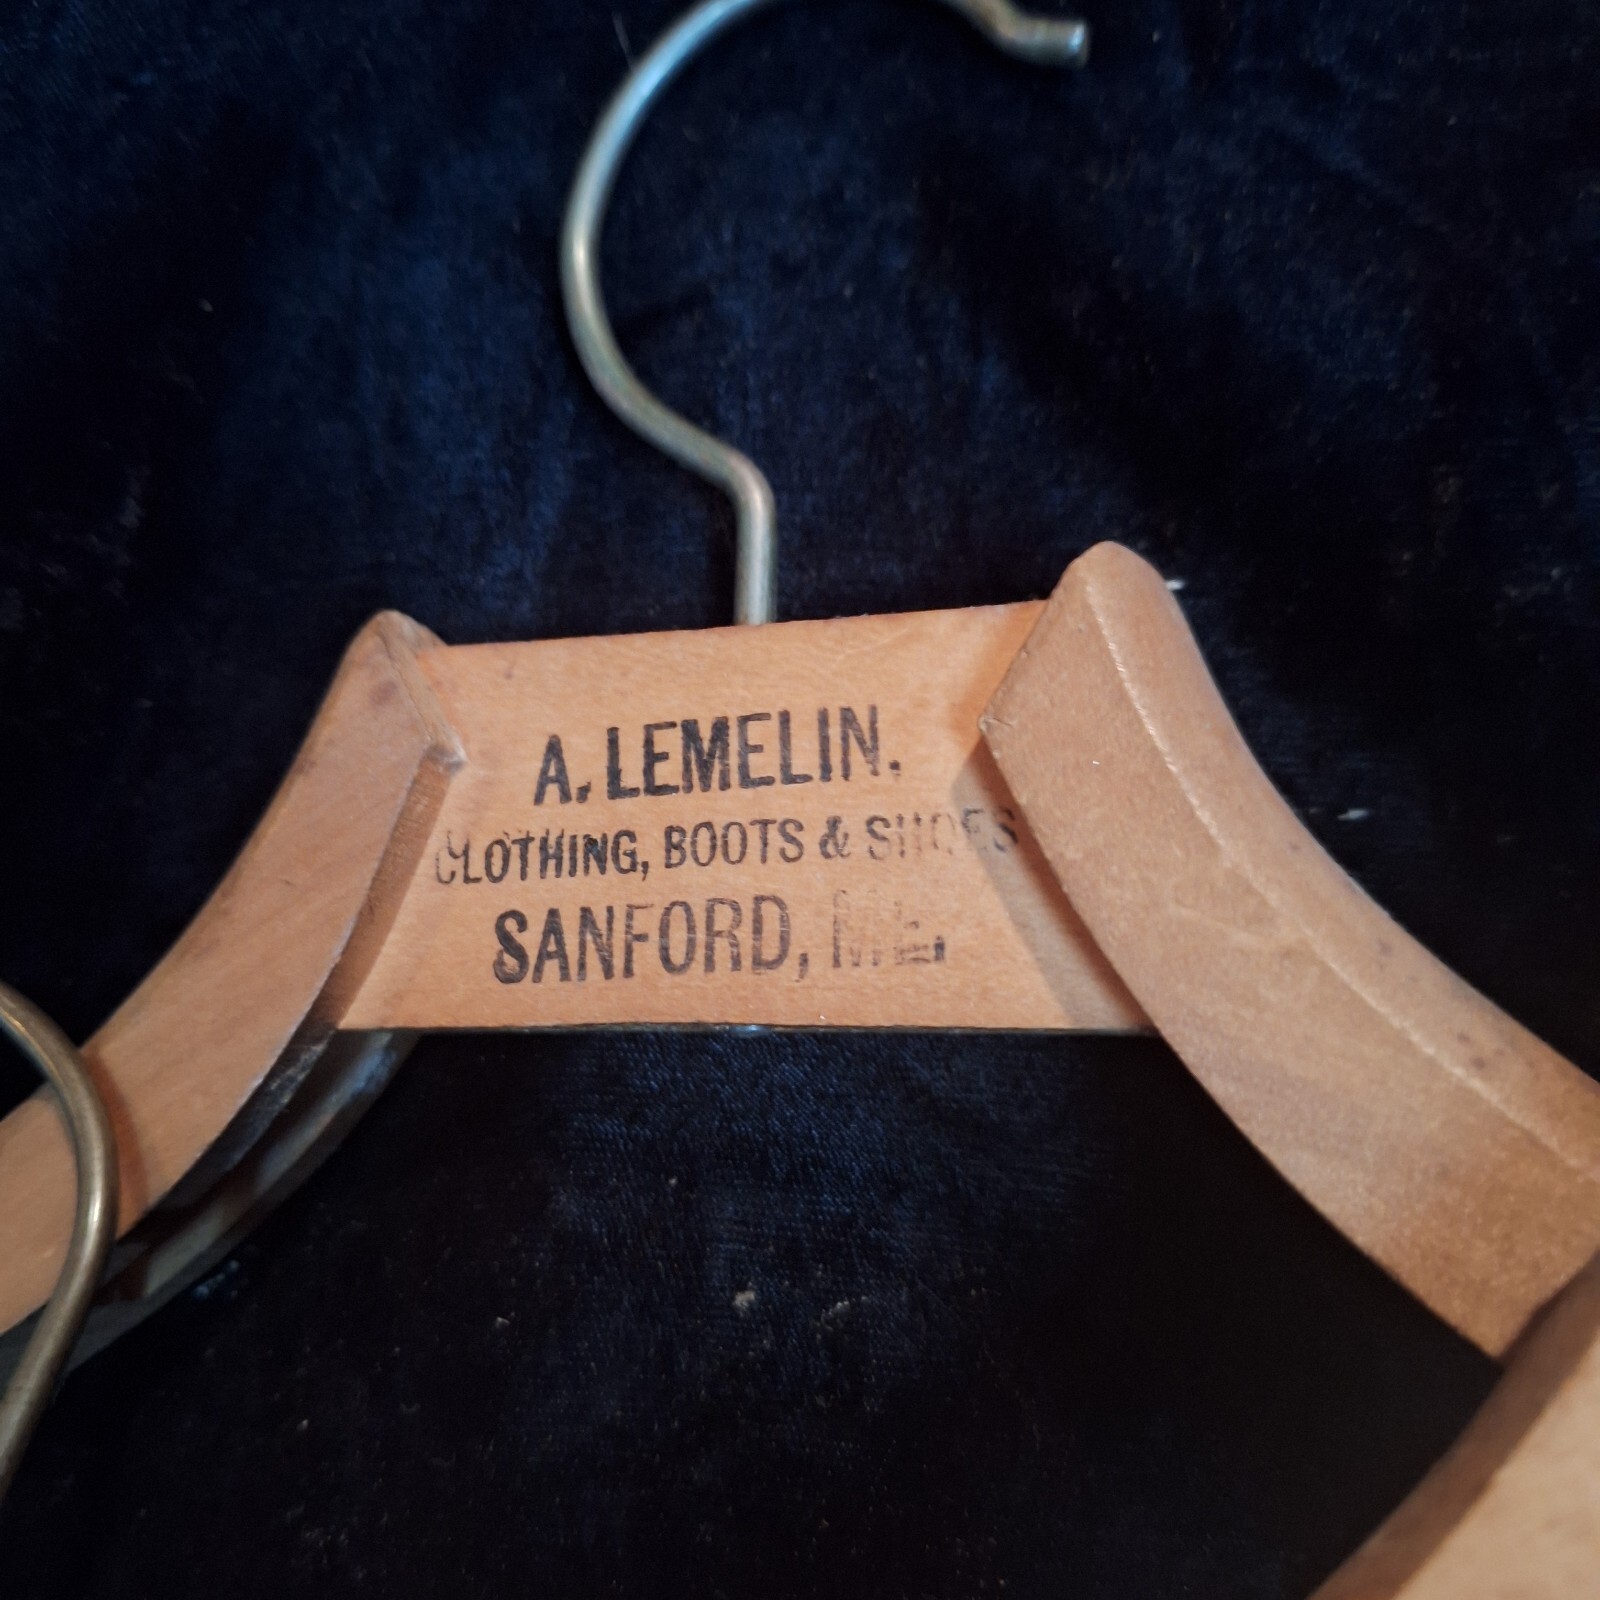 A. LEMELIN.
CLOTHING, BOOTS & SHOES
SANFORD, ME.